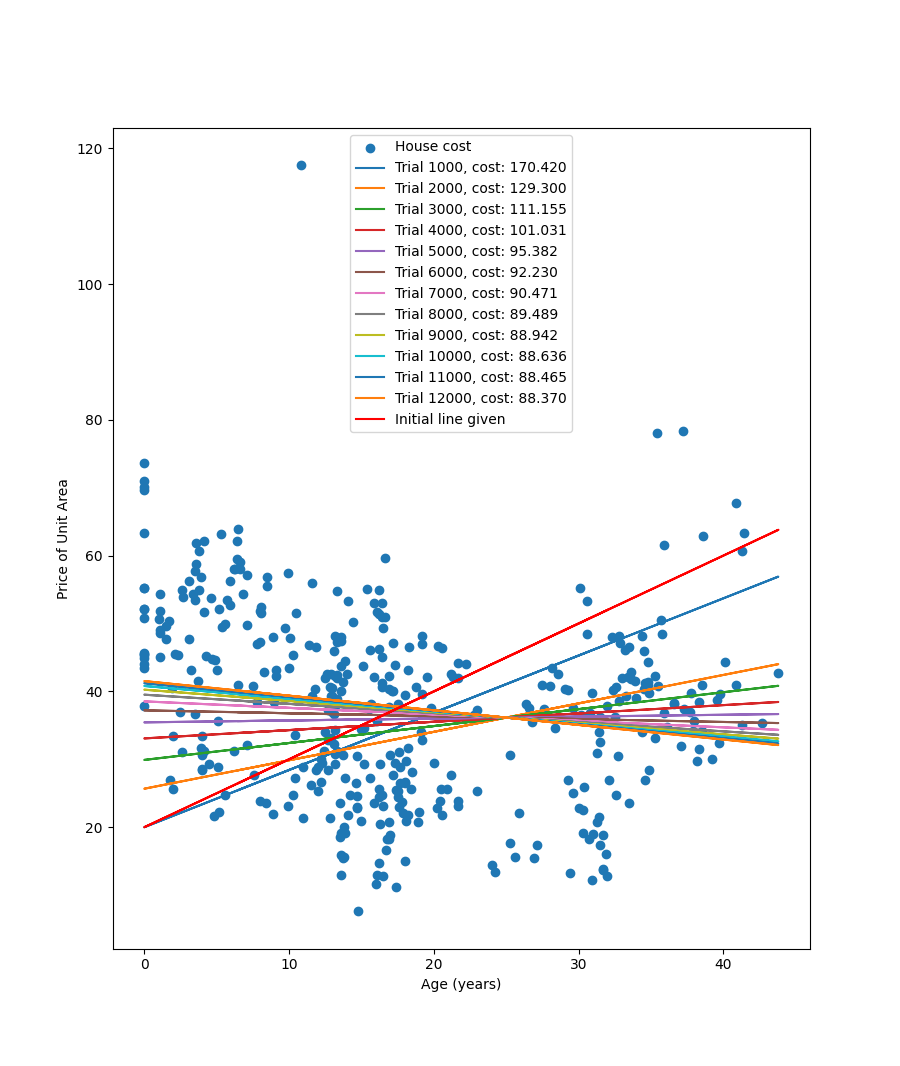 120
100
80
60
40
20
Price of Unit Area
House cost
Trial 1000, cost: 170.420
Trial 2000, cost: 129.300
Trial 3000, cost: 111.155
Trial 4000, cost: 101.031
Trial 5000, cost: 95.382
Trial 6000, cost: 92.230
Trial 7000, cost: 90.471
Trial 8000, cost: 89.489
Trial 9000, cost: 88.942
Trial 10000, cost: 88.636
Trial 11000, cost: 88.465
Trial 12000, cost: 88.370
Initial line given
0 10 20 30 40
Age (years)